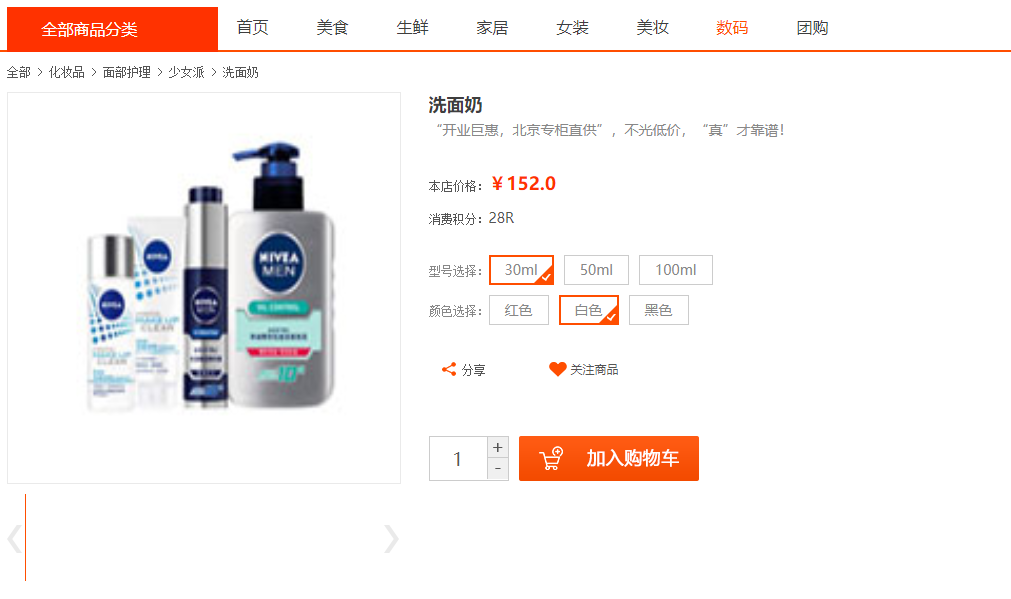 全部商品分类 首页 美食 生鲜 家居 女装 美妆 数码 团购
全部 > 化妆品 > 面部护理 > 少女派 > 洗面奶
洗面奶
“开业巨惠，北京专柜直供”，不光低价，“真”才靠谱！
本店价格：￥152.0
消费积分：28R
型号选择： 30ml 50ml 100ml
颜色选择： 红色 白色 黑色
分享 关注商品
1 + -
加入购物车
NIVEA
MEN
OIL CONTROL
NIVEA
NIVEA
NIVEA
MAKE UP
CLEAR
MAKE UP
CLEAR